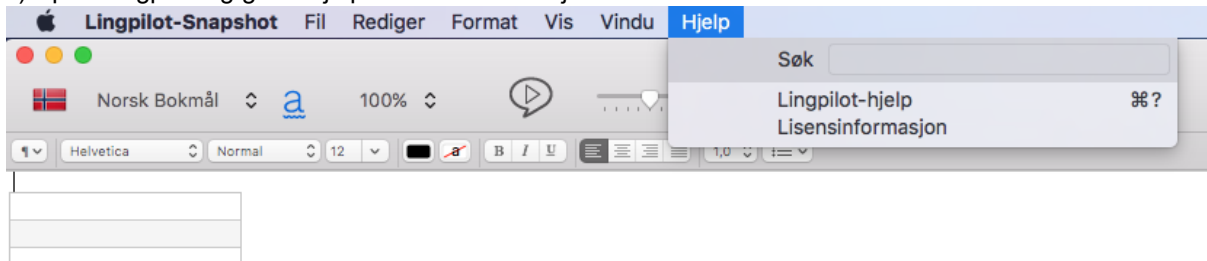 Lingpilot-Snapshot Fil Rediger Format Vis Vindu Hjelp
Søk
Norsk Bokmål a 100%
Lingpilot-hjelp ⌘?
Lisensinformasjon
¶ Helvetica Normal 12 a B I U 1,0